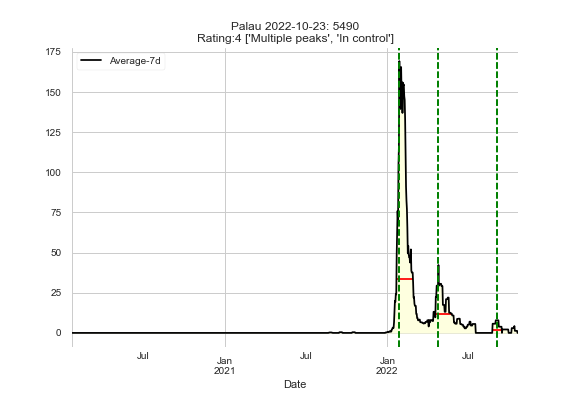 Palau 2022-10-23: 5490
Rating:4 ['Multiple peaks', 'In control']
Average-7d
175
150
125
100
75
50
25
0
Jul
Jan
2021
Jul
Jan
2022
Jul
Date